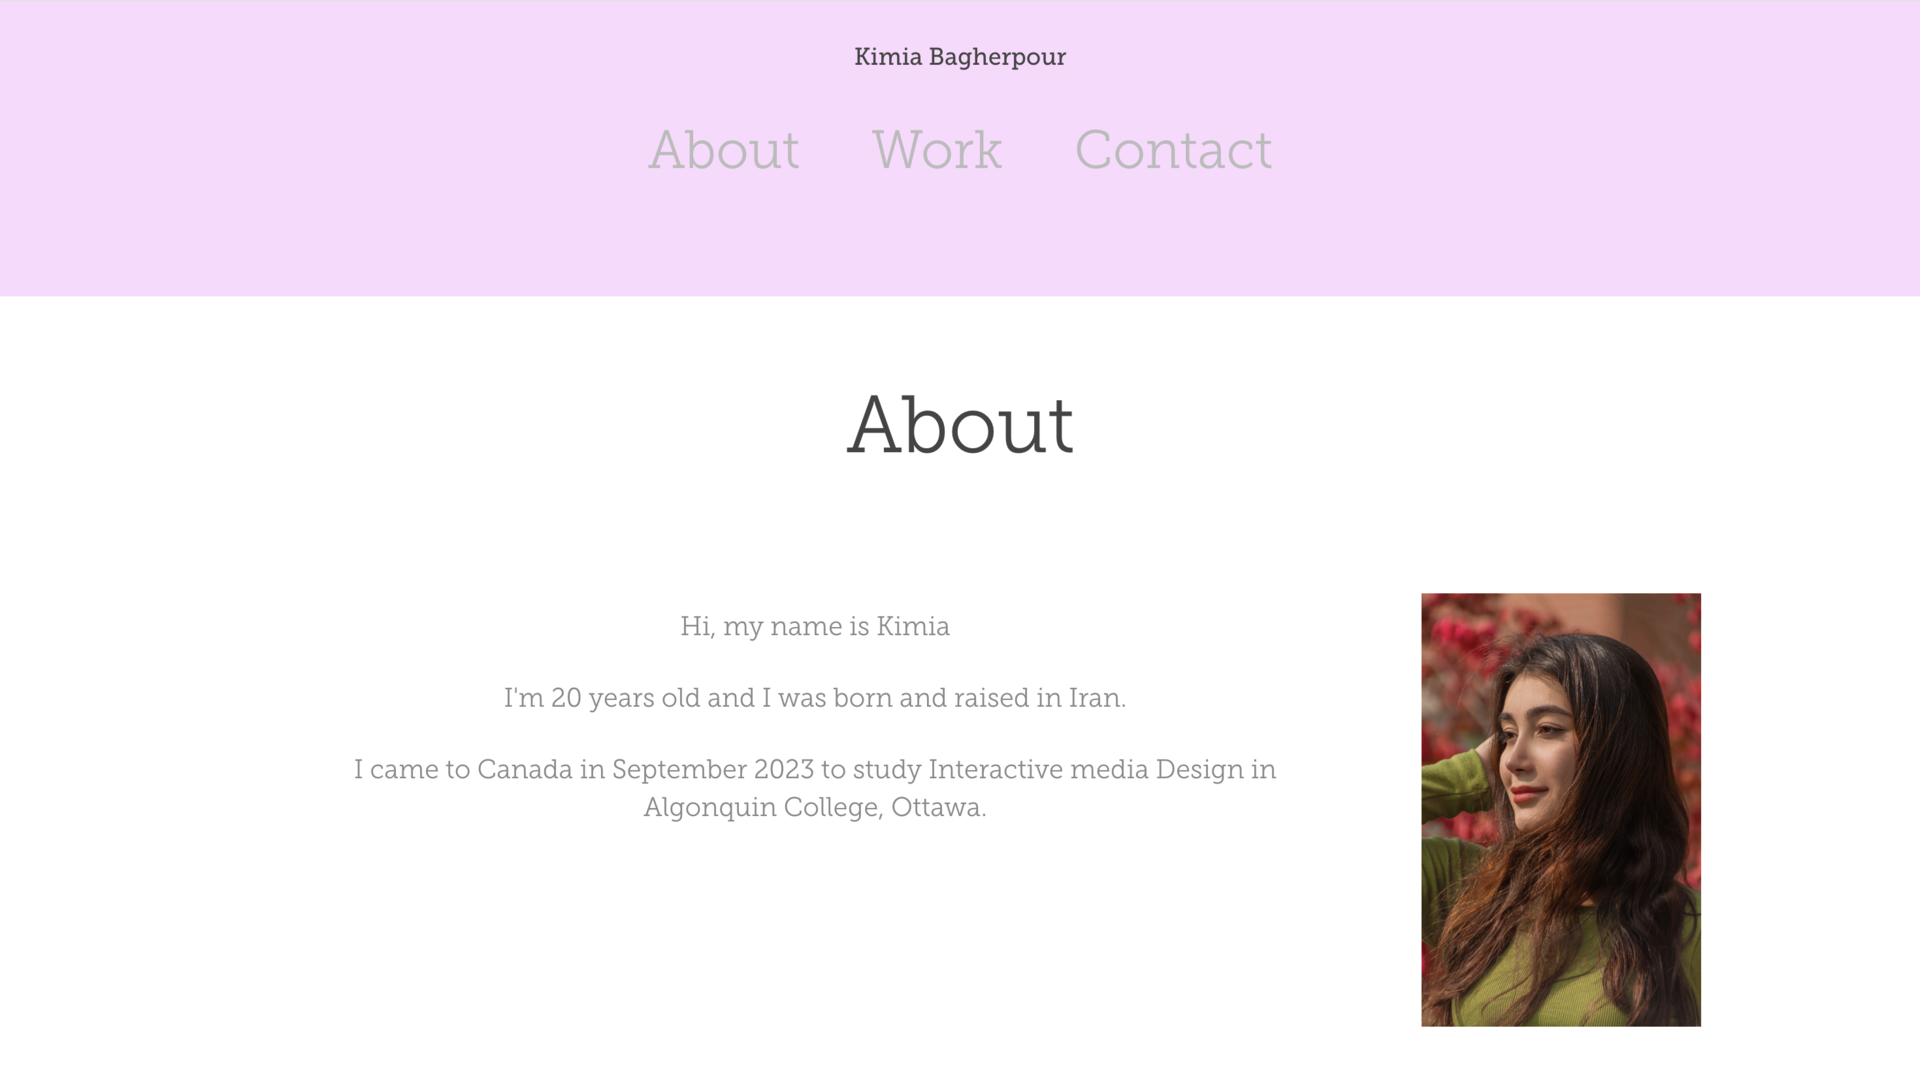 Kimia Bagherpour
About Work Contact
About
Hi, my name is Kimia
I'm 20 years old and I was born and raised in Iran.
I came to Canada in September 2023 to study Interactive media Design in
Algonquin College, Ottawa.